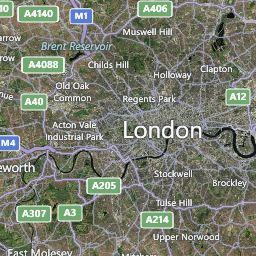 A4140
M1
A406
Muswell Hill
Brent Reservoir
A4088
Childs Hill
Holloway
Clapton
Old Oak
Common
Regents Park
A12
A40
Acton Vale
Industrial Park
London
M4
Stockwell
A205
Brockley
A307
A3
A214
Tulse Hill
Upper Norwood
East Molesey